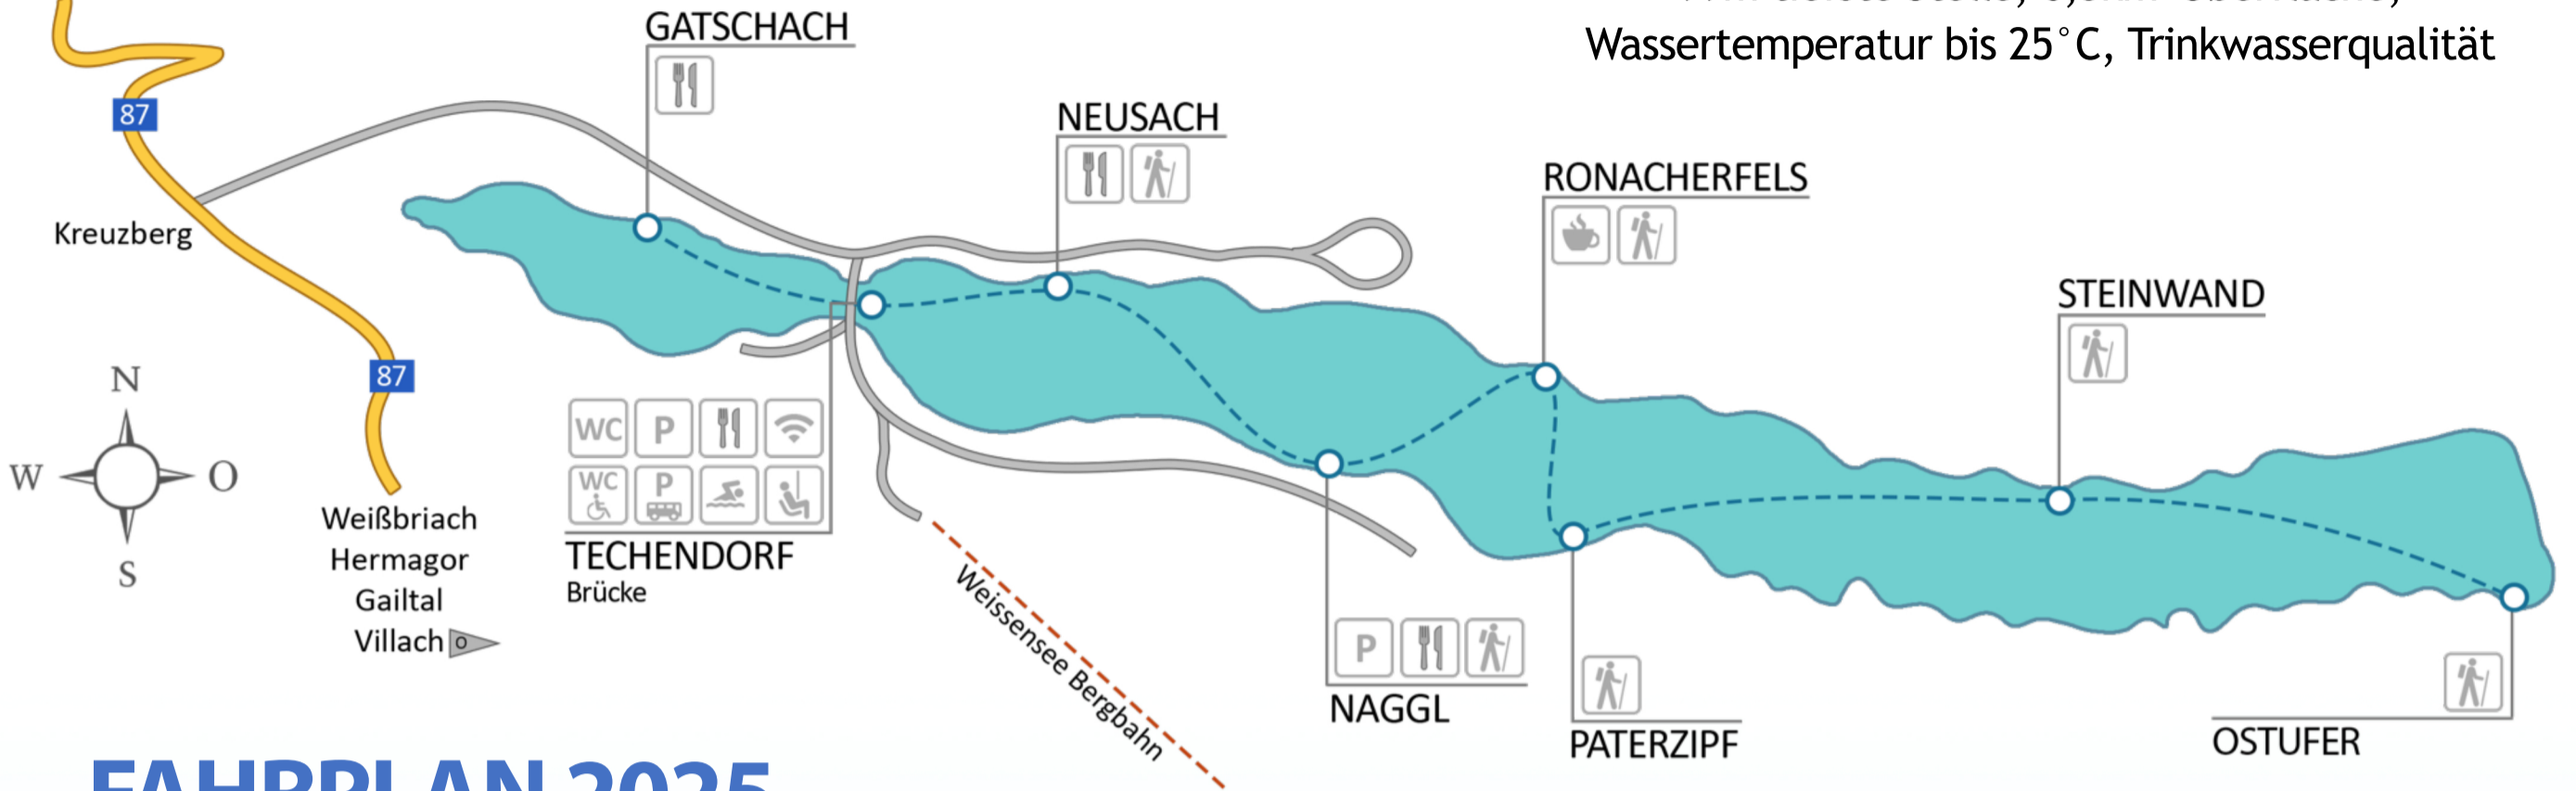 Wassertemperatur bis 25°C, Trinkwasserqualität
GATSCHACH
87
NEUSACH
RONACHERFELS
Kreuzberg
STEINWAND
87
N
W
O
S
WC
P
WC
P
TECHENDORF
Brücke
Weißbriach
Hermagor
Gailtal
Villach
O
Weissensee Bergbahn
P
NAGGL
PATERZIPF
OSTUFER
FAHRPLAN 2025